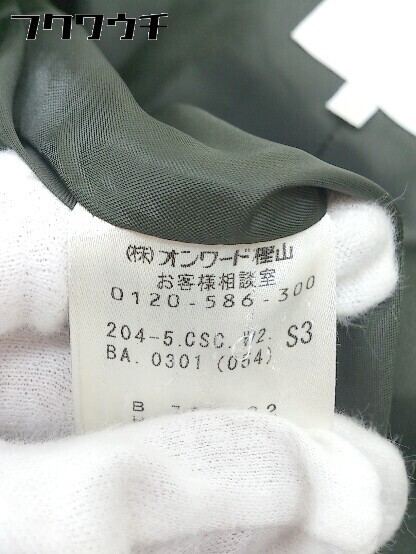 フクワウチ
(株)オンワード樫山
お客様相談室
0120-586-300
204-5.CSC. W2. S3
BA. 0301 (054)
B